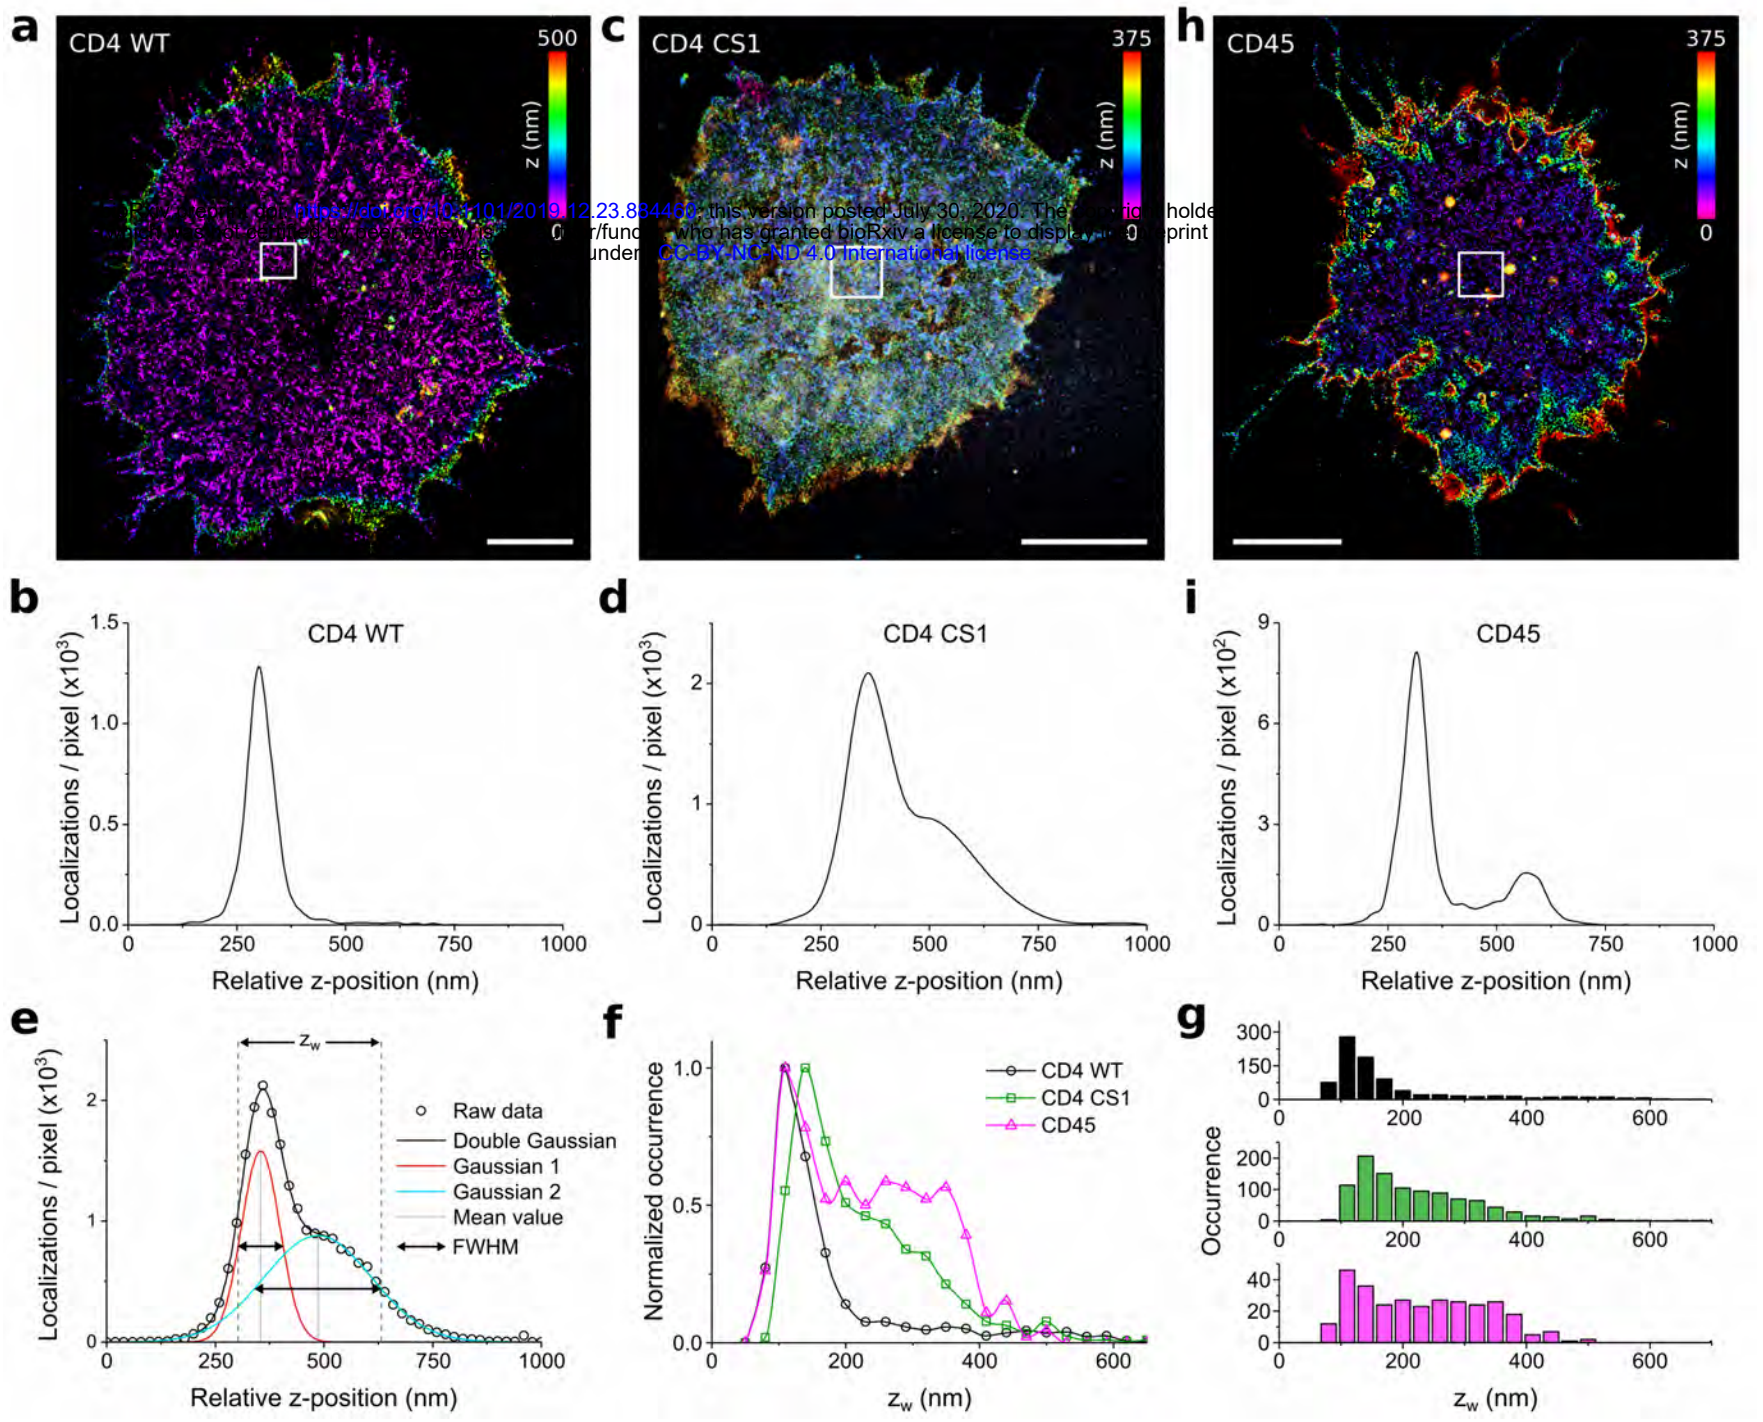 a
CD4 WT
500
z (nm)
0
c
CD4 CS1
375
z (nm)
0
h
CD45
375
z (nm)
0
https://doi.org/10.1101/2019.12.23.884460; this version posted July 30, 2020. The holde
who has granted bioRxiv a license to display print
under CC-BY-NC-ND 4.0 International license
b
CD4 WT
Localizations / pixel (x10³)
1.5
1.0
0.5
0.0
0 250 500 750 1000
Relative z-position (nm)
d
CD4 CS1
Localizations / pixel (x10³)
2
1
0
0 250 500 750 1000
Relative z-position (nm)
i
CD45
Localizations / pixel (x10²)
9
6
3
0
0 250 500 750 1000
Relative z-position (nm)
e
Localizations / pixel (x10³)
2
1
0
0 250 500 750 1000
Relative z-position (nm)
zw
Raw data
Double Gaussian
Gaussian 1
Gaussian 2
Mean value
FWHM
f
Normalized occurrence
1.0
0.5
0.0
0 200 400 600
zw (nm)
CD4 WT
CD4 CS1
CD45
g
Occurrence
300
150
0
0 200 400 600
200
100
0
0 200 400 600
40
20
0
0 200 400 600
zw (nm)